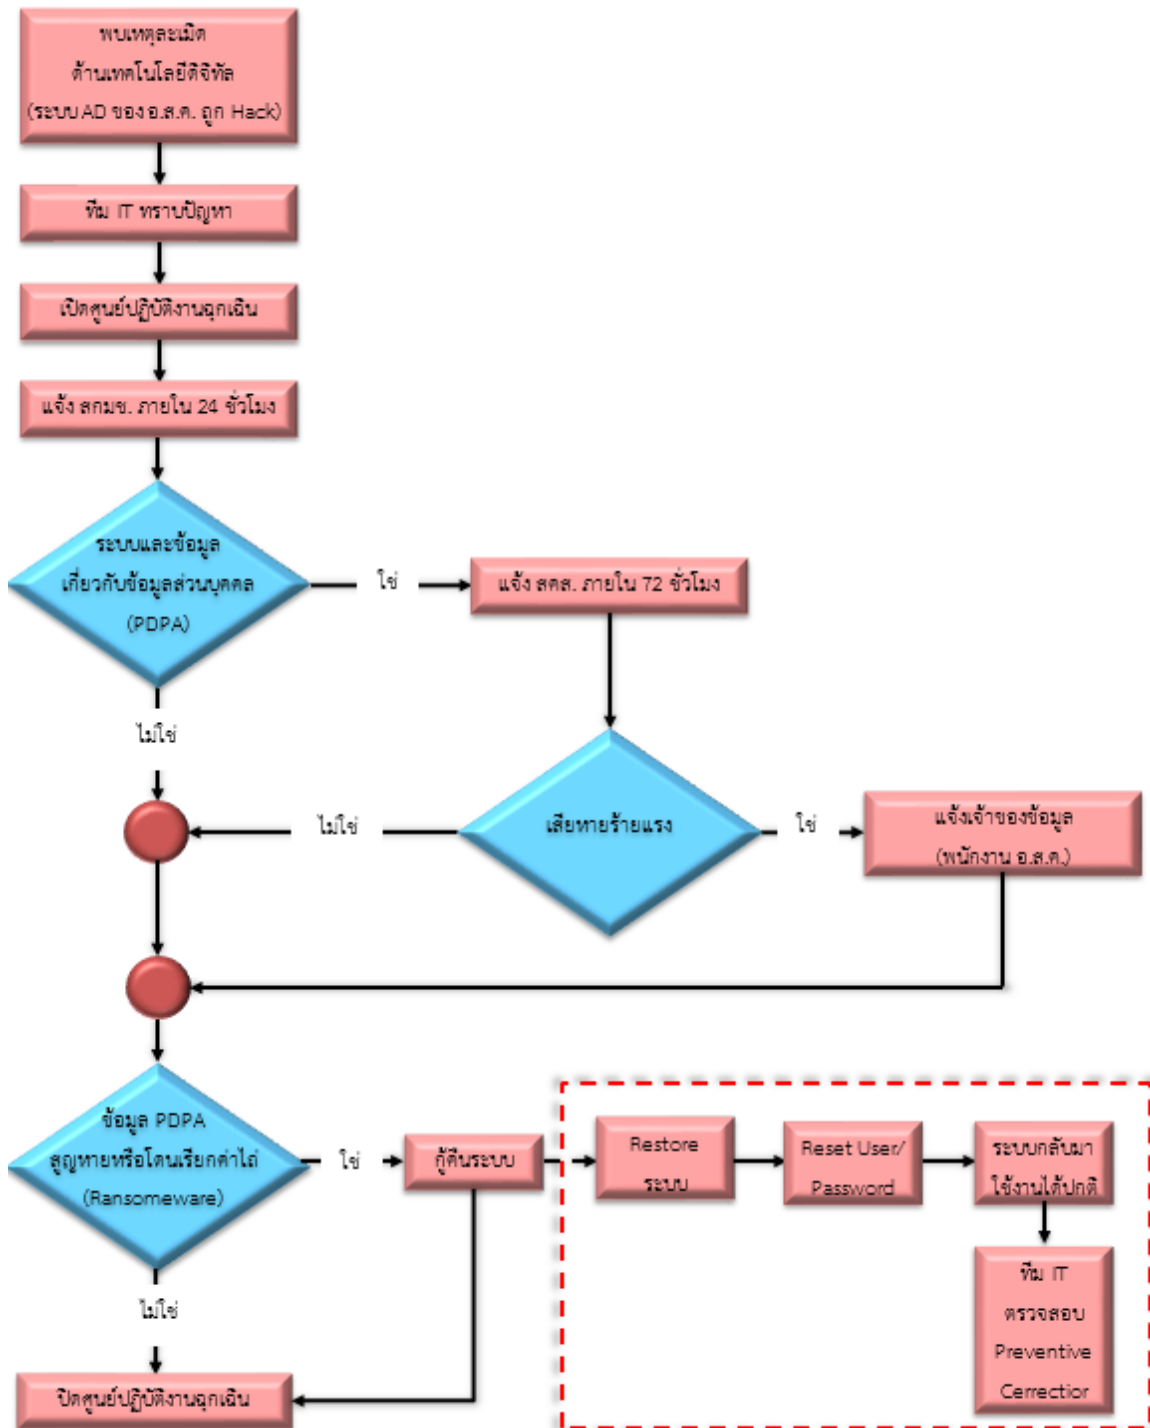 พบเหตุละเมิด
ด้านเทคโนโลยีดิจิทัล
(ระบบ AD ของ อ.ส.ค. ถูก Hack)
ทีม IT ทราบปัญหา
เปิดศูนย์ปฏิบัติงานฉุกเฉิน
แจ้ง สกมช. ภายใน 24 ชั่วโมง
ระบบและข้อมูล
เกี่ยวกับข้อมูลส่วนบุคคล
(PDPA)
ใช่
แจ้ง สคส. ภายใน 72 ชั่วโมง
ไม่ใช่
เสียหายร้ายแรง
ไม่ใช่
ใช่
แจ้งเจ้าของข้อมูล
(พนักงาน อ.ส.ค.)
ข้อมูล PDPA
สูญหายหรือโดนเรียกค่าไถ่
(Ransomeware)
ใช่
กู้คืนระบบ
Restore
ระบบ
Reset User/
Password
ระบบกลับมา
ใช้งานได้ปกติ
ทีม IT
ตรวจสอบ
Preventive
Cerrectior
ไม่ใช่
ปิดศูนย์ปฏิบัติงานฉุกเฉิน